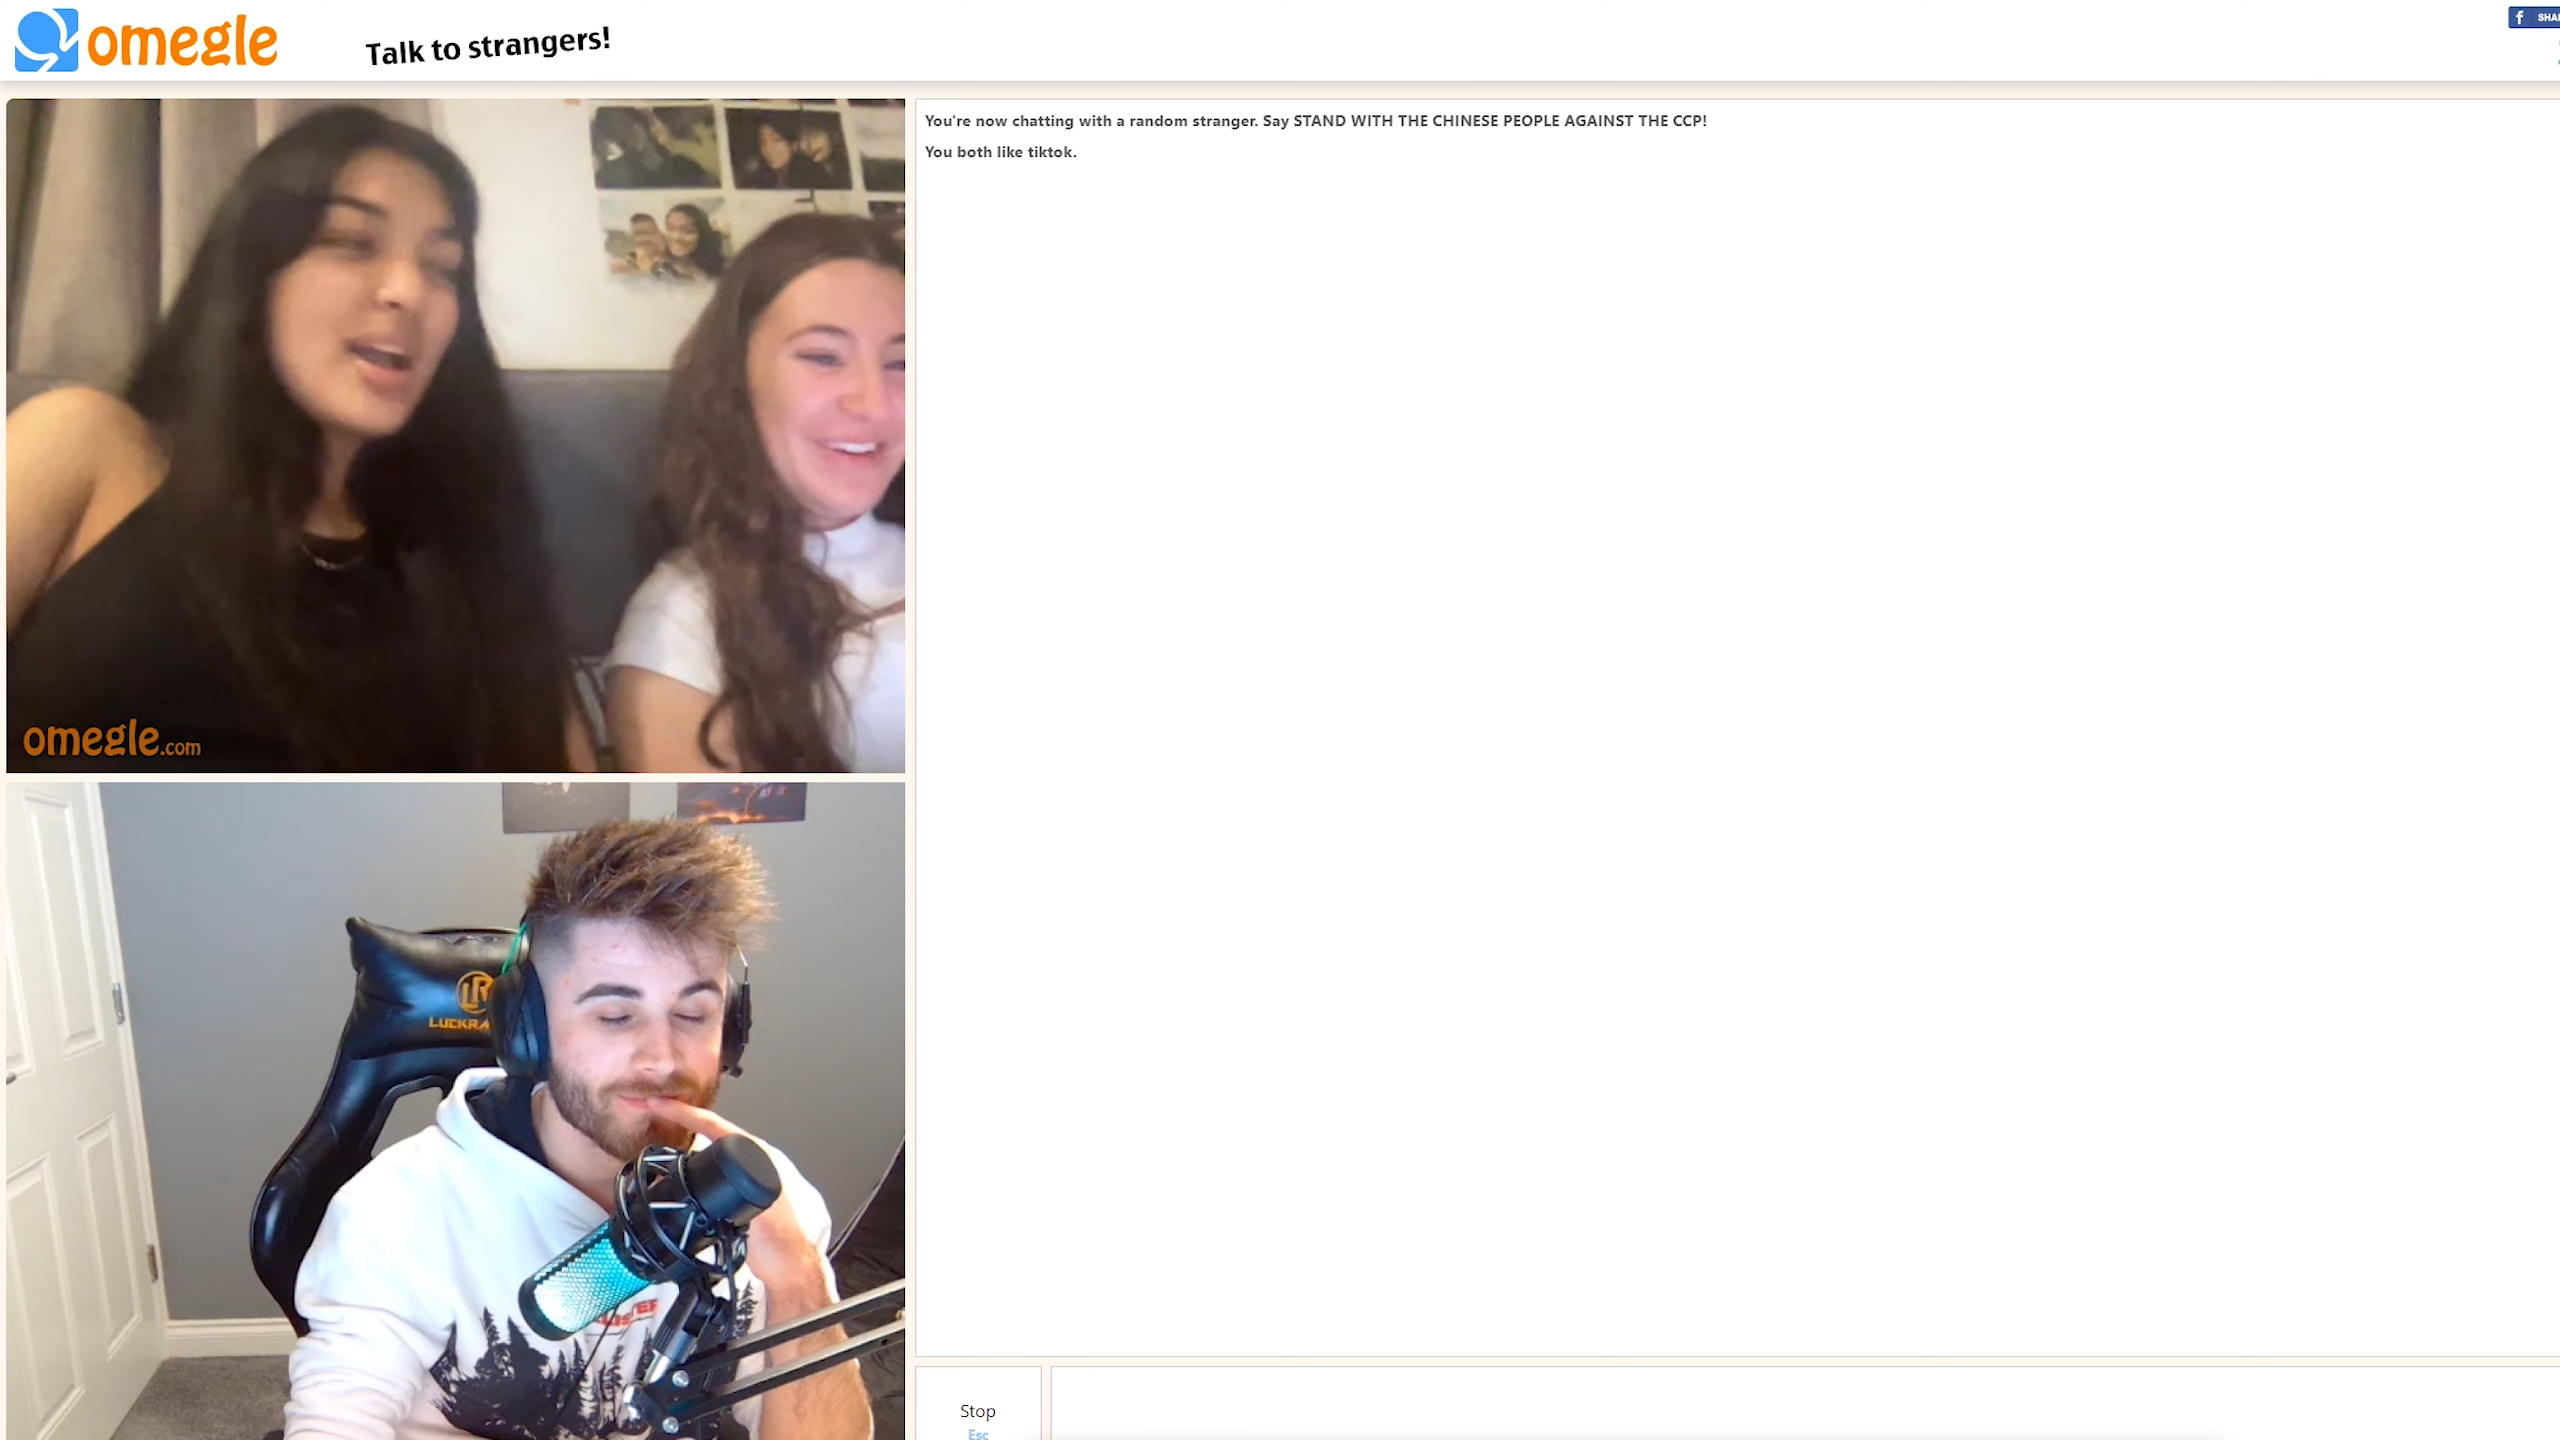 omegle
Talk to strangers!
You're now chatting with a random stranger. Say STAND WITH THE CHINESE PEOPLE AGAINST THE CCP!
You both like tiktok.
omegle.com
Stop
Esc